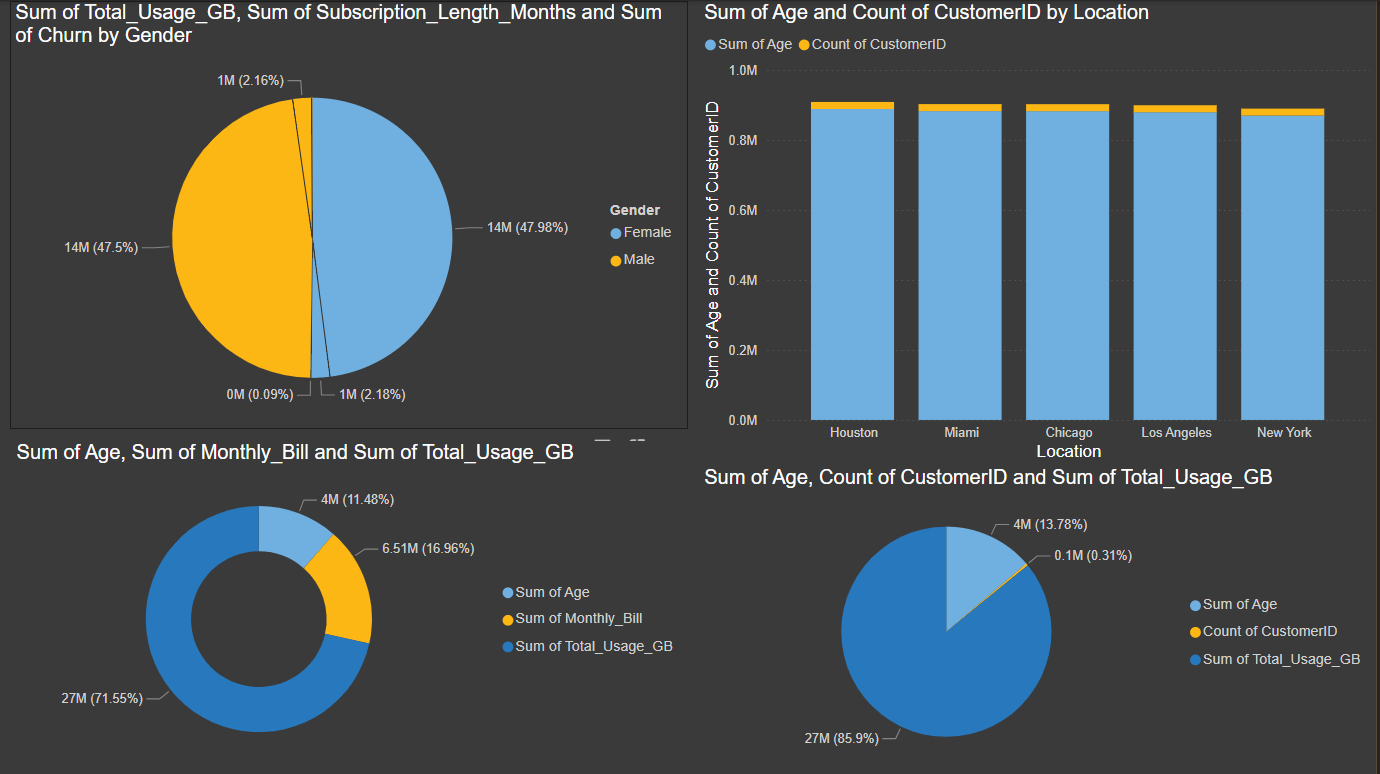 Sum of Total_Usage_GB, Sum of Subscription_Length_Months and Sum
of Churn by Gender
1M (2.16%)
14M (47.98%)
14M (47.5%)
0M (0.09%)
1M (2.18%)
Gender
Female
Male
Sum of Age and Count of CustomerID by Location
Sum of Age
Count of CustomerID
Sum of Age and Count of CustomerID
1.0M
0.8M
0.6M
0.4M
0.2M
0.0M
Houston
Miami
Chicago
Los Angeles
New York
Location
Sum of Age, Sum of Monthly_Bill and Sum of Total_Usage_GB
4M (11.48%)
6.51M (16.96%)
27M (71.55%)
Sum of Age
Sum of Monthly_Bill
Sum of Total_Usage_GB
Sum of Age, Count of CustomerID and Sum of Total_Usage_GB
4M (13.78%)
0.1M (0.31%)
27M (85.9%)
Sum of Age
Count of CustomerID
Sum of Total_Usage_GB